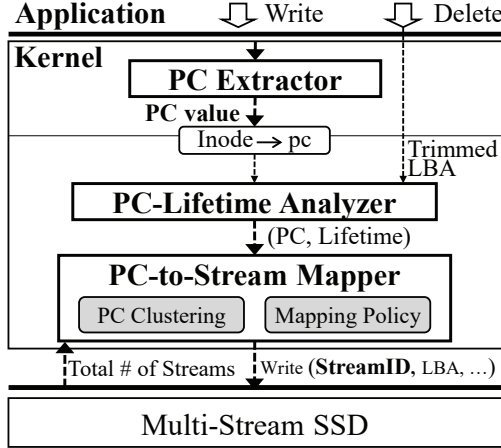 Application Write Delete
Kernel
PC Extractor
PC value
Inode → pc
Trimmed
LBA
PC-Lifetime Analyzer
(PC, Lifetime)
PC-to-Stream Mapper
PC Clustering Mapping Policy
Total # of Streams Write (StreamID, LBA, …)
Multi-Stream SSD